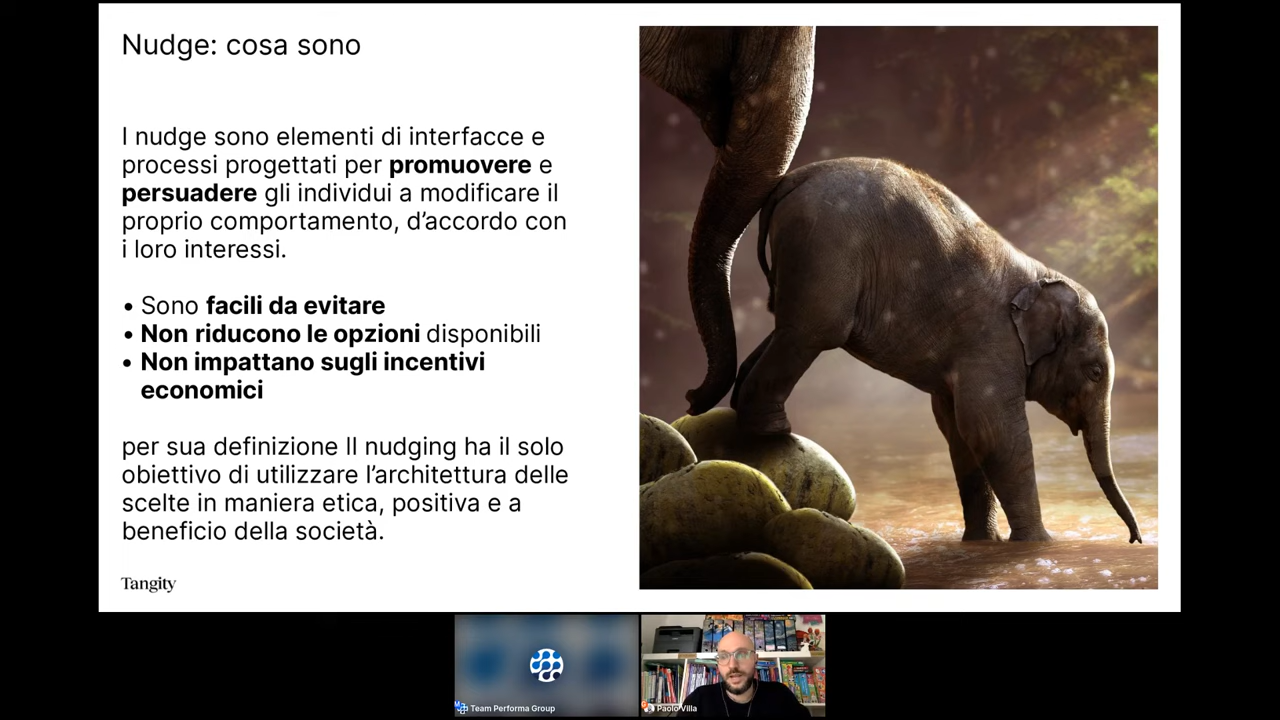 Nudge: cosa sono
I nudge sono elementi di interfacce e
processi progettati per promuovere e
persuadere gli individui a modificare il
proprio comportamento, d’accordo con
i loro interessi.
• Sono facili da evitare
• Non riducono le opzioni disponibili
• Non impattano sugli incentivi
economici
per sua definizione Il nudging ha il solo
obiettivo di utilizzare l’architettura delle
scelte in maniera etica, positiva e a
beneficio della società.
Tangity
Team Performa Group
Paolo Villa